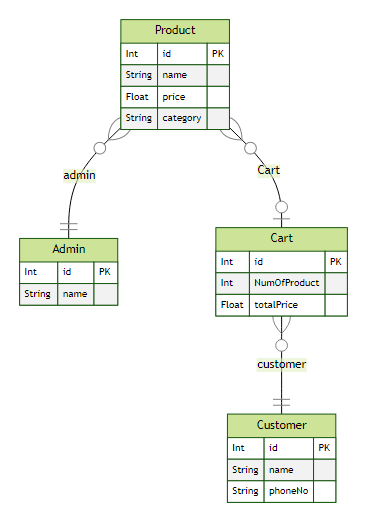 Product
Int id PK
String name
Float price
String category
admin
Cart
Admin
Int id PK
String name
Cart
Int id PK
Int NumOfProduct
Float totalPrice
customer
Customer
Int id PK
String name
String phoneNo